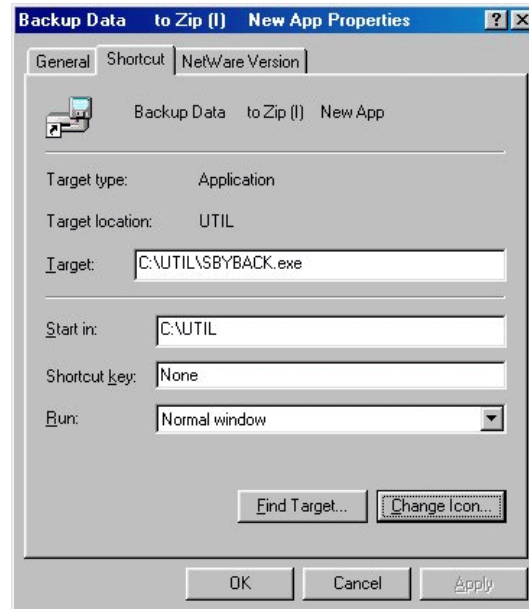 Backup Data to Zip (I) New App Properties ? X
General Shortcut NetWare Version
Backup Data to Zip (I) New App
Target type: Application
Target location: UTIL
Target: C:\UTIL\SBYBACK.exe
Start in: C:\UTIL
Shortcut key: None
Run: Normal window
Find Target... Change Icon...
OK Cancel Apply